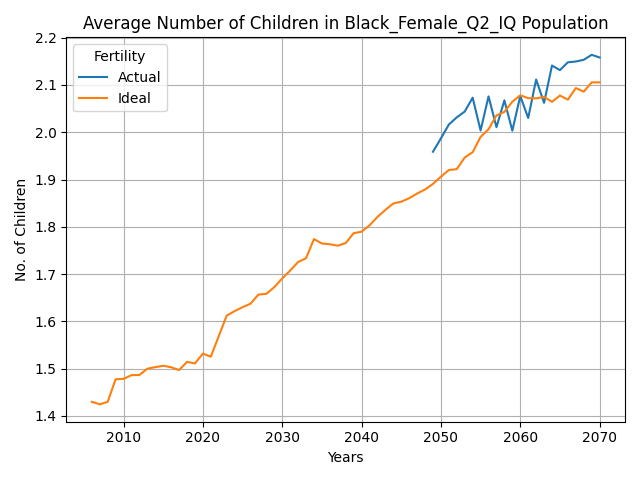 Average Number of Children in Black_Female_Q2_IQ Population
Fertility
Actual
Ideal
No. of Children
2.2
2.1
2.0
1.9
1.8
1.7
1.6
1.5
1.4
2010 2020 2030 2040 2050 2060 2070
Years